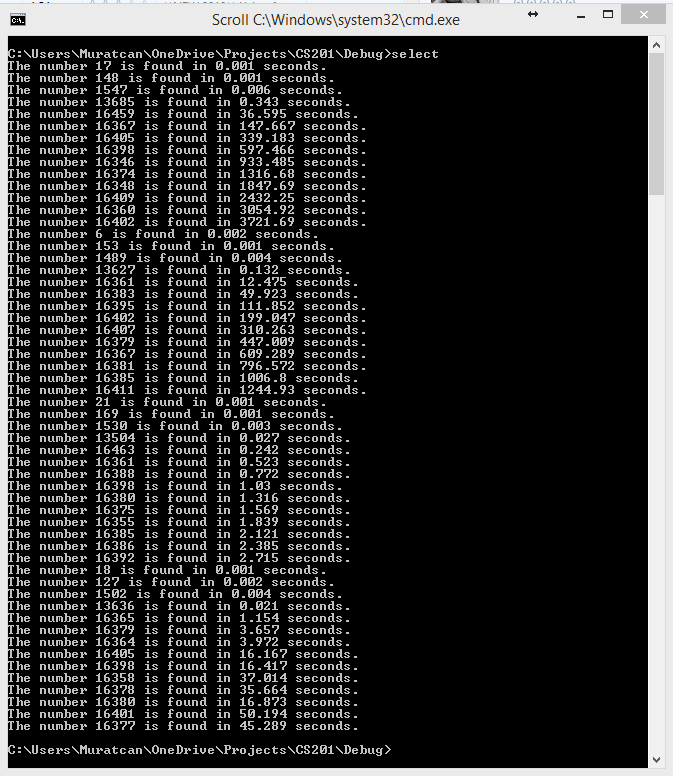 Scroll C:\Windows\system32\cmd.exe
C:\Users\Muratcan\OneDrive\Projects\CS201\Debug>select
The number 17 is found in 0.001 seconds.
The number 148 is found in 0.001 seconds.
The number 1547 is found in 0.006 seconds.
The number 13685 is found in 0.343 seconds.
The number 16459 is found in 36.595 seconds.
The number 16367 is found in 147.667 seconds.
The number 16405 is found in 339.183 seconds.
The number 16398 is found in 597.466 seconds.
The number 16346 is found in 933.485 seconds.
The number 16374 is found in 1316.68 seconds.
The number 16348 is found in 1847.69 seconds.
The number 16409 is found in 2432.25 seconds.
The number 16360 is found in 3054.92 seconds.
The number 16402 is found in 3721.69 seconds.
The number 6 is found in 0.002 seconds.
The number 153 is found in 0.001 seconds.
The number 1489 is found in 0.004 seconds.
The number 13627 is found in 0.132 seconds.
The number 16361 is found in 12.475 seconds.
The number 16383 is found in 49.923 seconds.
The number 16395 is found in 111.852 seconds.
The number 16402 is found in 199.047 seconds.
The number 16407 is found in 310.263 seconds.
The number 16379 is found in 447.009 seconds.
The number 16367 is found in 609.289 seconds.
The number 16381 is found in 796.572 seconds.
The number 16385 is found in 1006.8 seconds.
The number 16411 is found in 1244.93 seconds.
The number 21 is found in 0.001 seconds.
The number 169 is found in 0.001 seconds.
The number 1530 is found in 0.003 seconds.
The number 13504 is found in 0.027 seconds.
The number 16463 is found in 0.242 seconds.
The number 16361 is found in 0.523 seconds.
The number 16388 is found in 0.772 seconds.
The number 16398 is found in 1.03 seconds.
The number 16380 is found in 1.316 seconds.
The number 16375 is found in 1.569 seconds.
The number 16355 is found in 1.839 seconds.
The number 16385 is found in 2.121 seconds.
The number 16386 is found in 2.385 seconds.
The number 16392 is found in 2.715 seconds.
The number 18 is found in 0.001 seconds.
The number 127 is found in 0.002 seconds.
The number 1502 is found in 0.004 seconds.
The number 13636 is found in 0.021 seconds.
The number 16365 is found in 1.154 seconds.
The number 16379 is found in 3.657 seconds.
The number 16364 is found in 3.972 seconds.
The number 16405 is found in 16.167 seconds.
The number 16398 is found in 16.417 seconds.
The number 16358 is found in 37.014 seconds.
The number 16378 is found in 35.664 seconds.
The number 16380 is found in 16.873 seconds.
The number 16401 is found in 50.194 seconds.
The number 16377 is found in 45.289 seconds.
C:\Users\Muratcan\OneDrive\Projects\CS201\Debug>